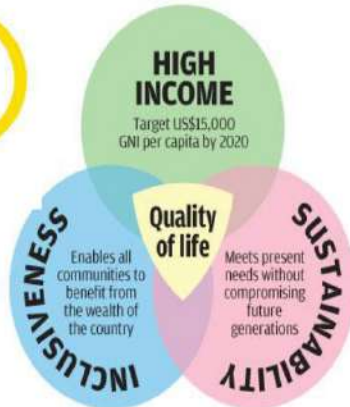 HIGH
INCOME
Target US$15,000
GNI per capita by 2020
Quality
of life
INCLUSIVENESS
Enables all
communities to
benefit from
the wealth of
the country
SUSTAINABILITY
Meets present
needs without
compromising
future
generations